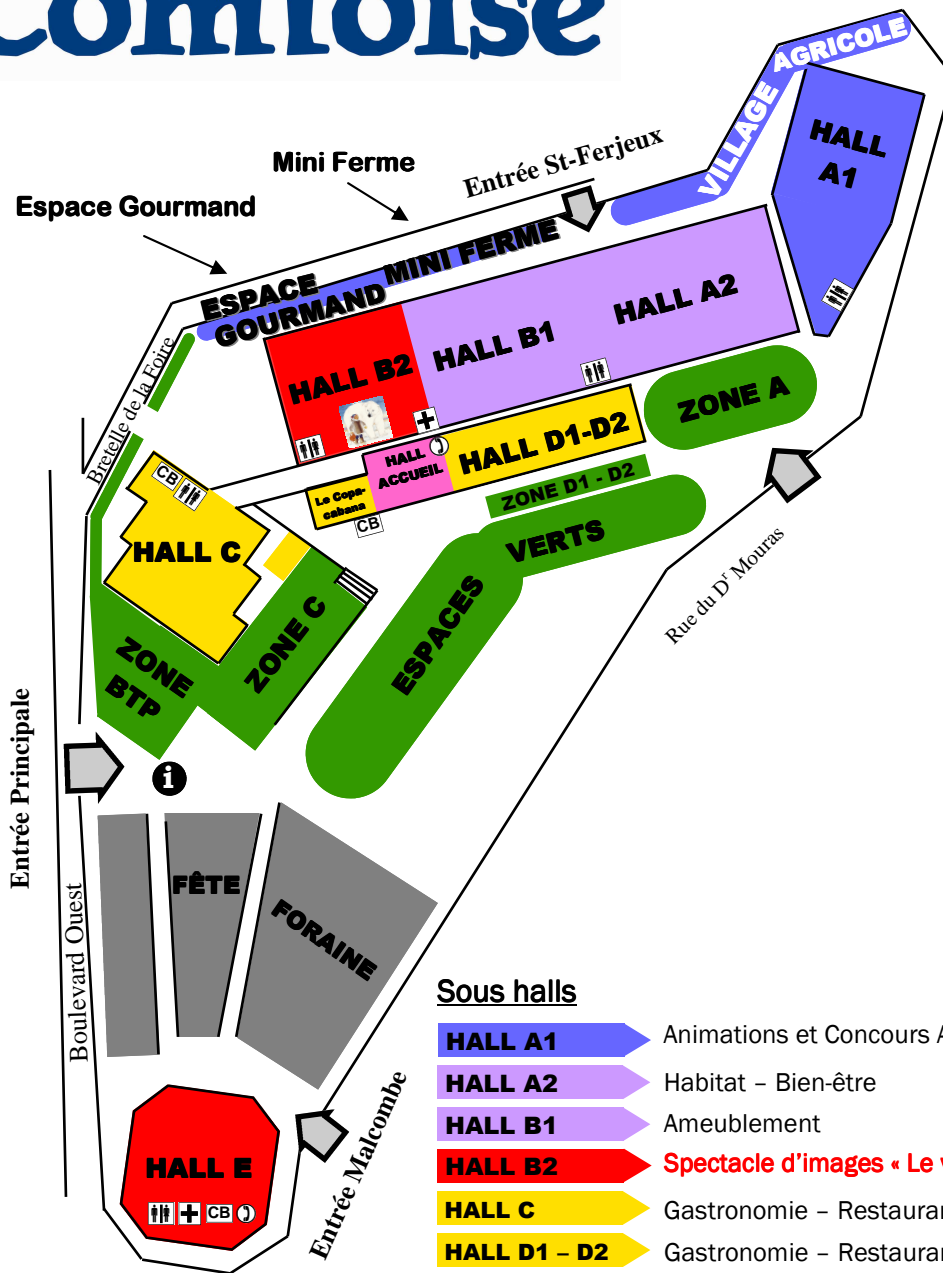 Comtoise
VILLAGE AGRICOLE
HALL
A1
Mini Ferme
Entrée St-Ferjeux
Espace Gourmand
MINI FERME
ESPACE
GOURMAND
HALL A2
HALL B1
HALL B2
Bretelle de la Foire
ZONE A
HALL D1-D2
HALL
ACCUEIL
Le Copa-
cabana
CB
ZONE D1 - D2
CB
HALL C
ESPACES VERTS
Rue du Dr Mouras
ZONE C
ZONE
BTP
Entrée Principale
i
Boulevard Ouest
FÊTE
FORAINE
HALL E
CB
Entrée Malcombe
Sous halls
HALL A1 Animations et Concours A
HALL A2 Habitat – Bien-être
HALL B1 Ameublement
HALL B2 Spectacle d'images « Le v
HALL C Gastronomie – Restauran
HALL D1 – D2 Gastronomie – Restauran